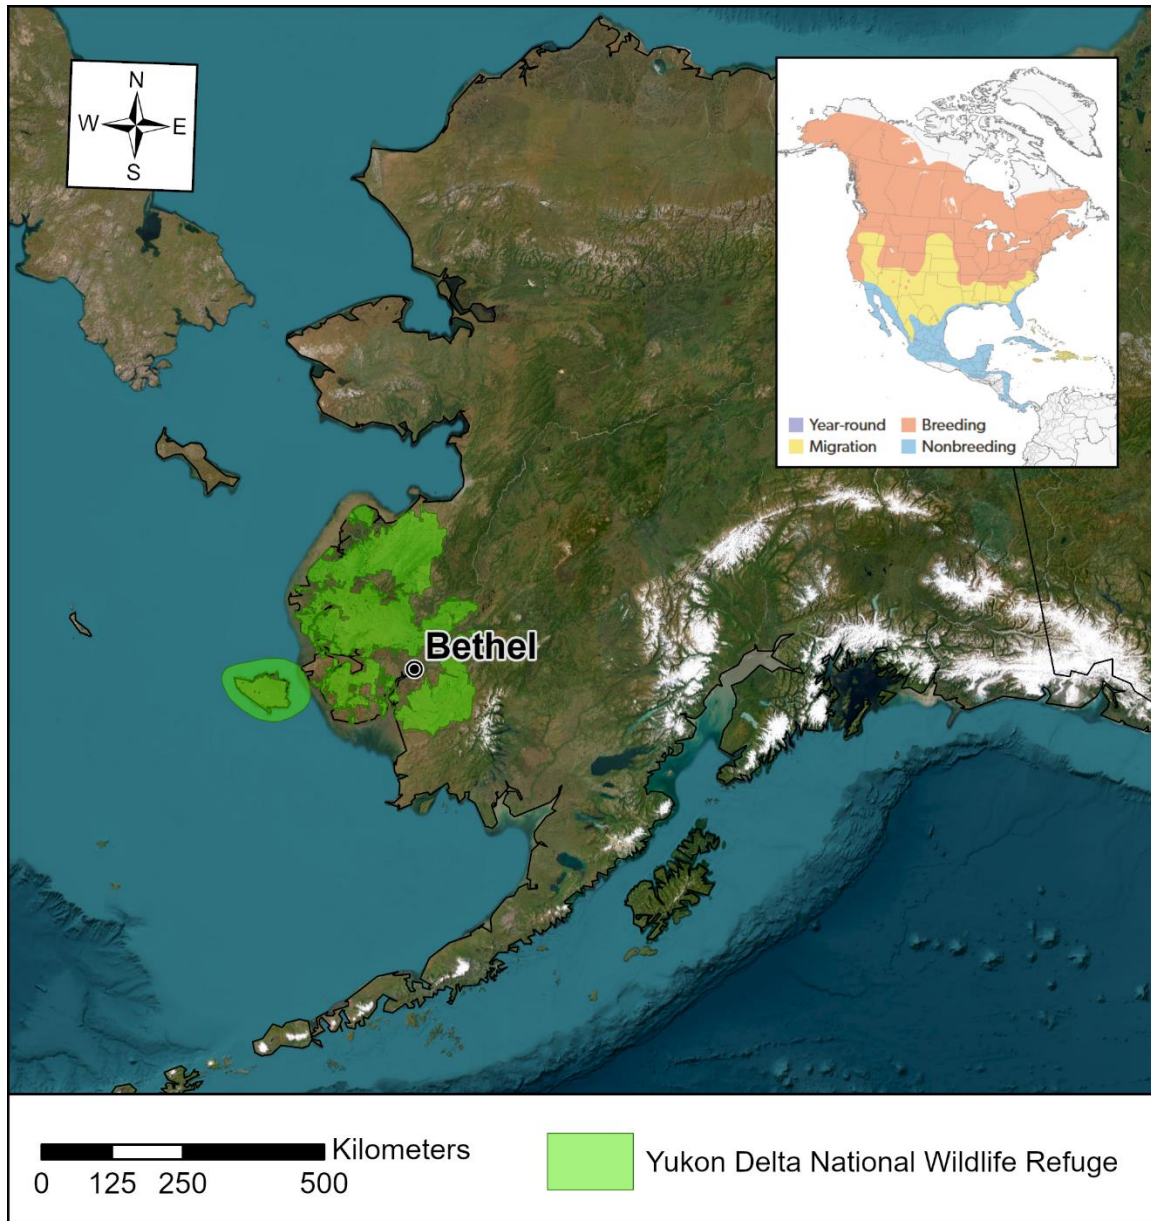 N
W E
S
Year-round Breeding
Migration Nonbreeding
Bethel
Kilometers
0 125 250 500
Yukon Delta National Wildlife Refuge